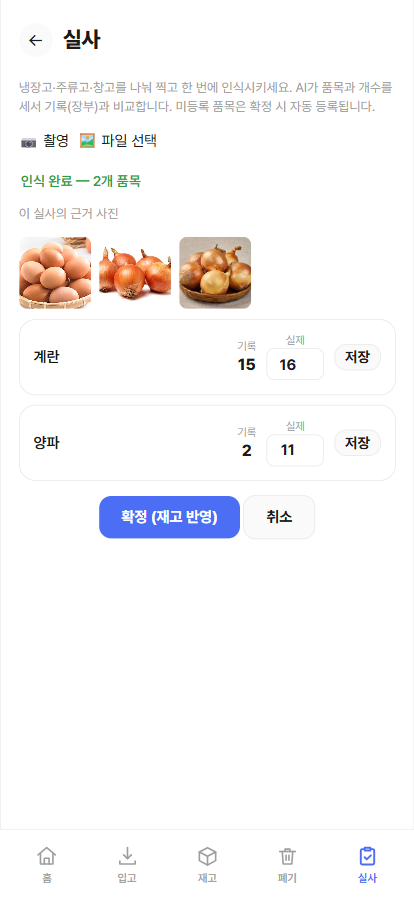 실사
냉장고·주류고·창고를 나눠 찍고 한 번에 인식시키세요. AI가 품목과 개수를
세서 기록(장부)과 비교합니다. 미등록 품목은 확정 시 자동 등록됩니다.
촬영 파일 선택
인식 완료 — 2개 품목
이 실사의 근거 사진
계란
기록
15
실제
16
저장
양파
기록
2
실제
11
저장
확정 (재고 반영) 취소
홈 입고 재고 폐기 실사